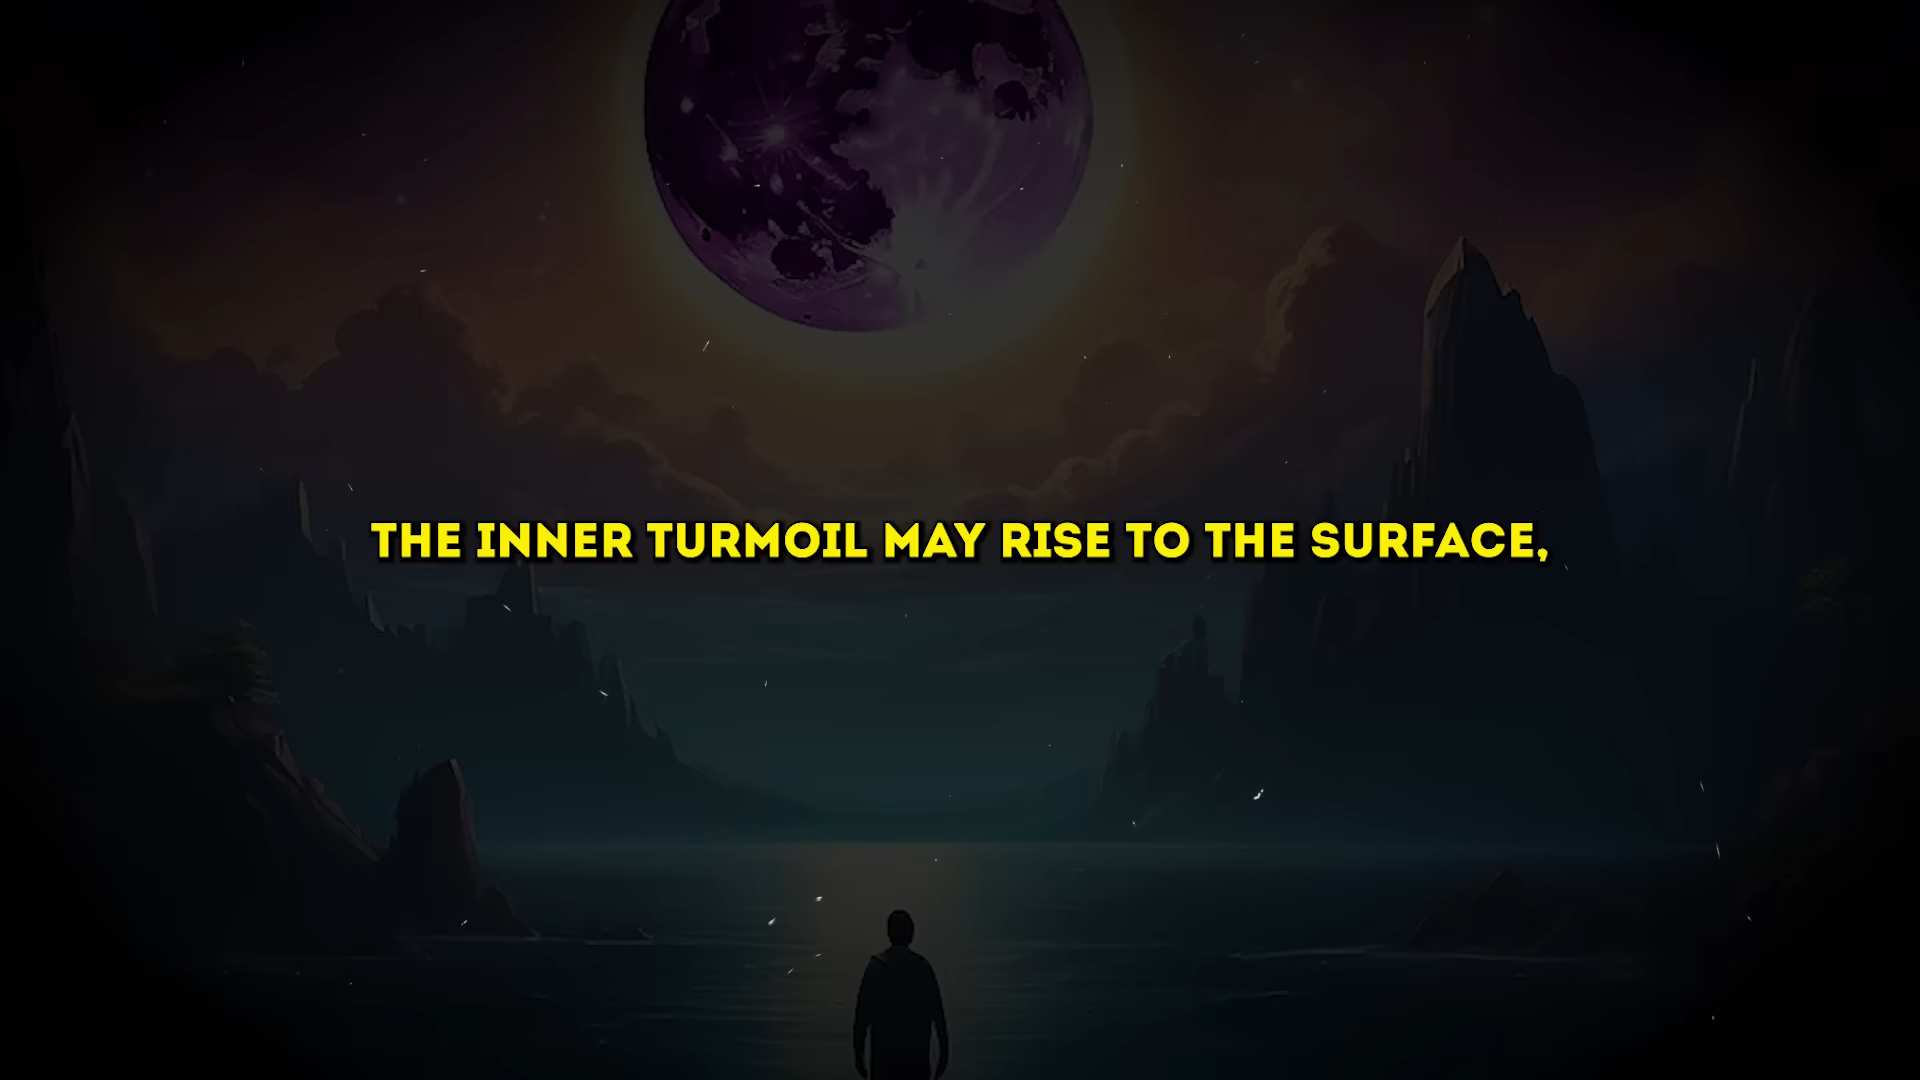 THE INNER TURMOIL MAY RISE TO THE SURFACE,